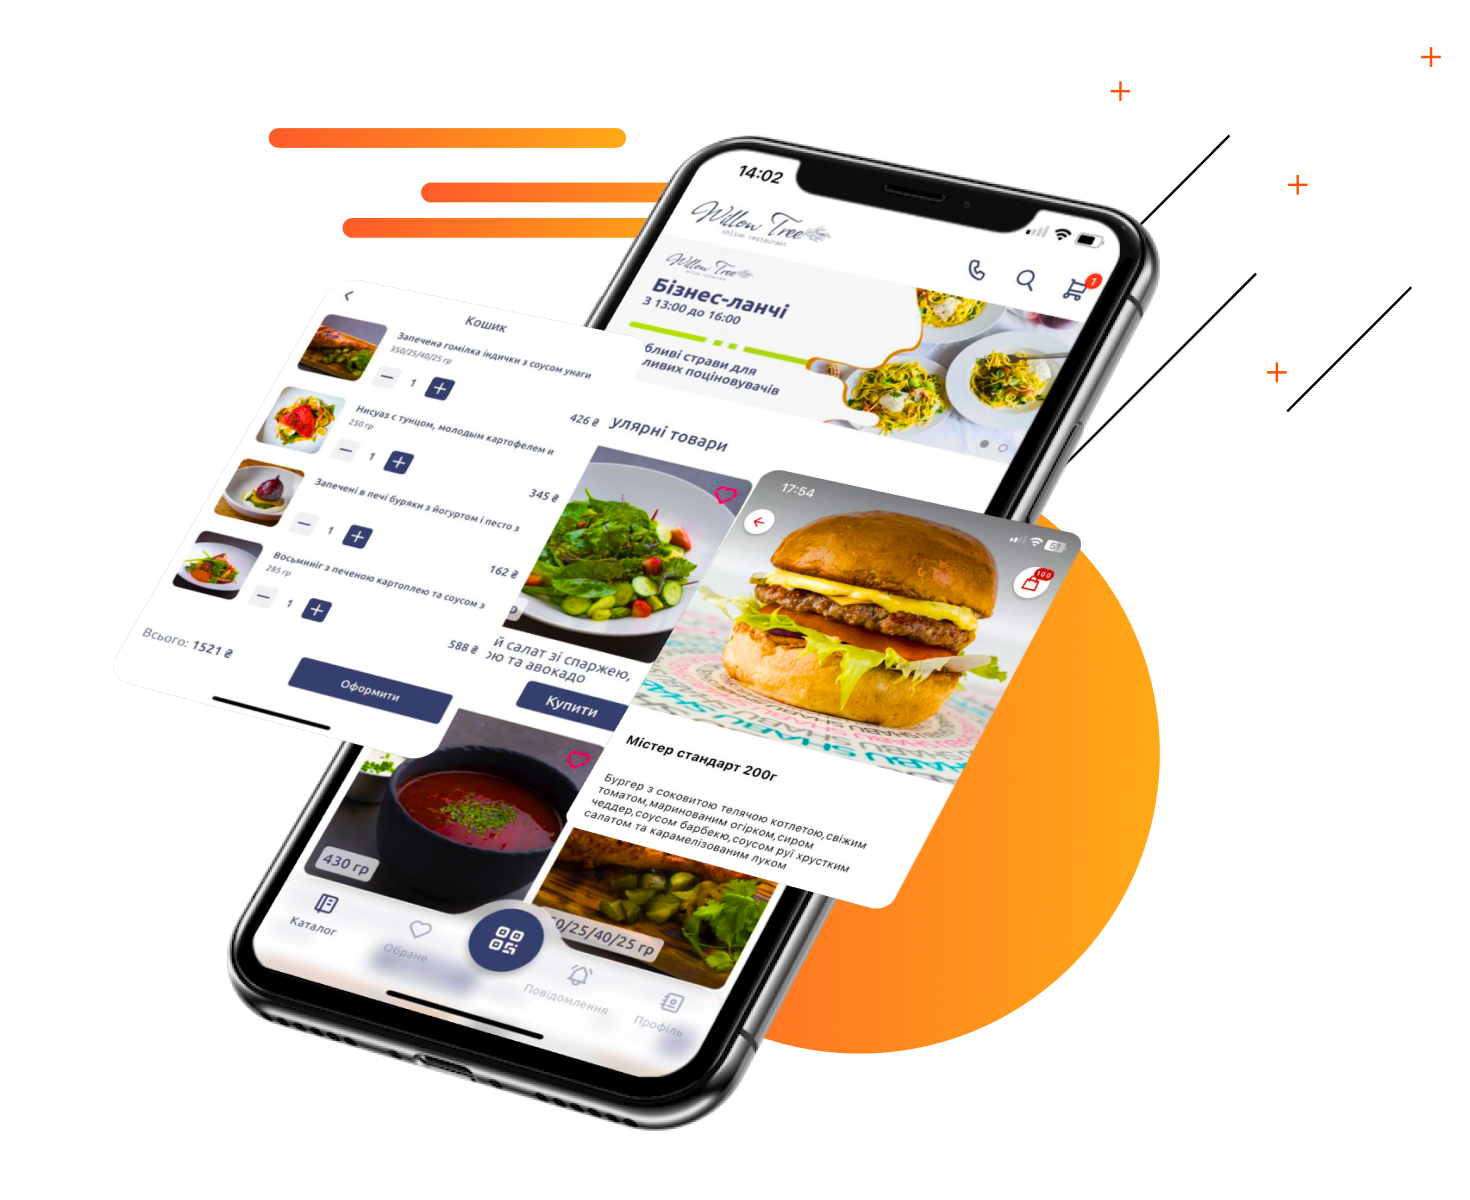 14:02
Willow Tree
online restaurant
1
Willow Tree
Бізнес-ланчі
З 13:00 до 16:00
бливі страви для
ливих поціновувачів
улярні товари
й салат зі спаржею,
ою та авокадо
Купити
430 гр
0/25/40/25 гр
Каталог
Обране
Повідомлення
Профіль
Кошик
Запечена гомілка індички з соусом унаги
350/25/40/25 гр
1
426 ₴
Нисуаз с тунцом, молодым картофелем и
250 гр
1
345 ₴
Запечені в печі буряки з йогуртом і песто з
1
162 ₴
Восьминіг з печеною картоплею та соусом з
285 гр
1
588 ₴
Всього: 1521 ₴
Оформити
17:54
51
100
SHABU SHABU
Містер стандарт 200г
Бургер з соковитою телячою котлетою,свіжим
томатом,маринованим огірком,сиром
чеддер,соусом барбекю,соусом руї хрустким
салатом та карамелізованим луком